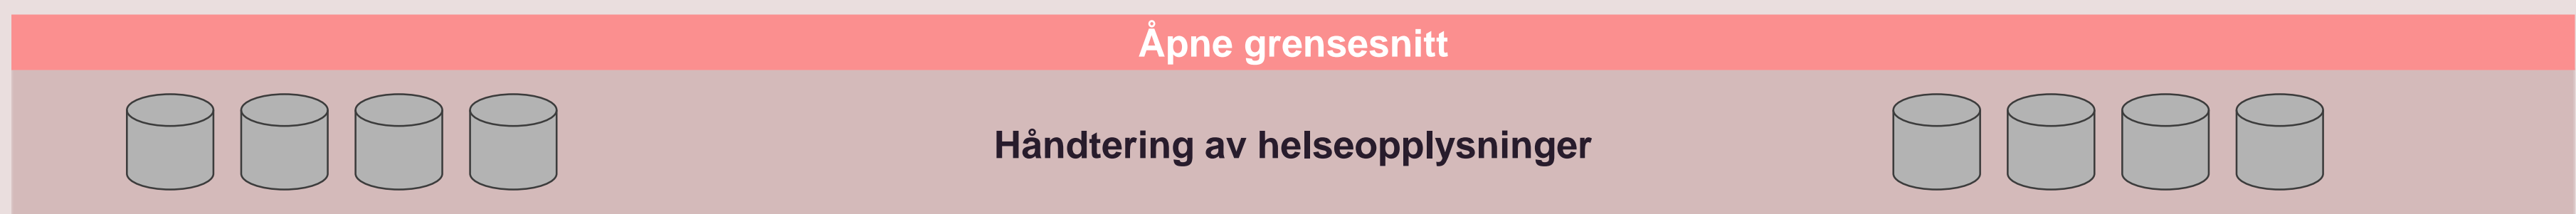 Åpne grensesnitt
Håndtering av helseopplysninger